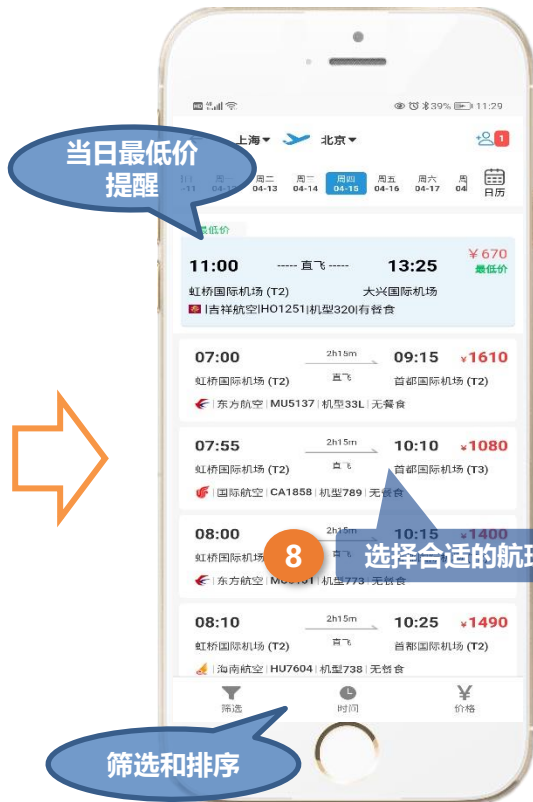 39% 11:29
上海 北京
1
当日最低价
提醒
周二 周三 周四 周五 周六 周
-11 04-13 04-14 04-15 04-16 04-17 04 日历
最低价
11:00 ----- 直飞 ----- 13:25 ¥670
最低价
虹桥国际机场 (T2) 大兴国际机场
吉祥航空|HO1251|机型320|有餐食
07:00 2h15m 09:15 ¥1610
虹桥国际机场 (T2) 直飞 首都国际机场 (T2)
东方航空 | MU5137 | 机型33L | 无餐食
07:55 2h15m 10:10 ¥1080
虹桥国际机场 (T2) 直飞 首都国际机场 (T3)
国际航空 | CA1858 | 机型789 | 无餐食
08:00 2h15m 10:15 ¥1400
虹桥国际机场
8 选择合适的航班
东方航空 | 机型773 | 无餐食
08:10 2h15m 10:25 ¥1490
虹桥国际机场 (T2) 直飞 首都国际机场 (T2)
海南航空 | HU7604 | 机型738 | 无餐食
筛选 时间 价格
筛选和排序